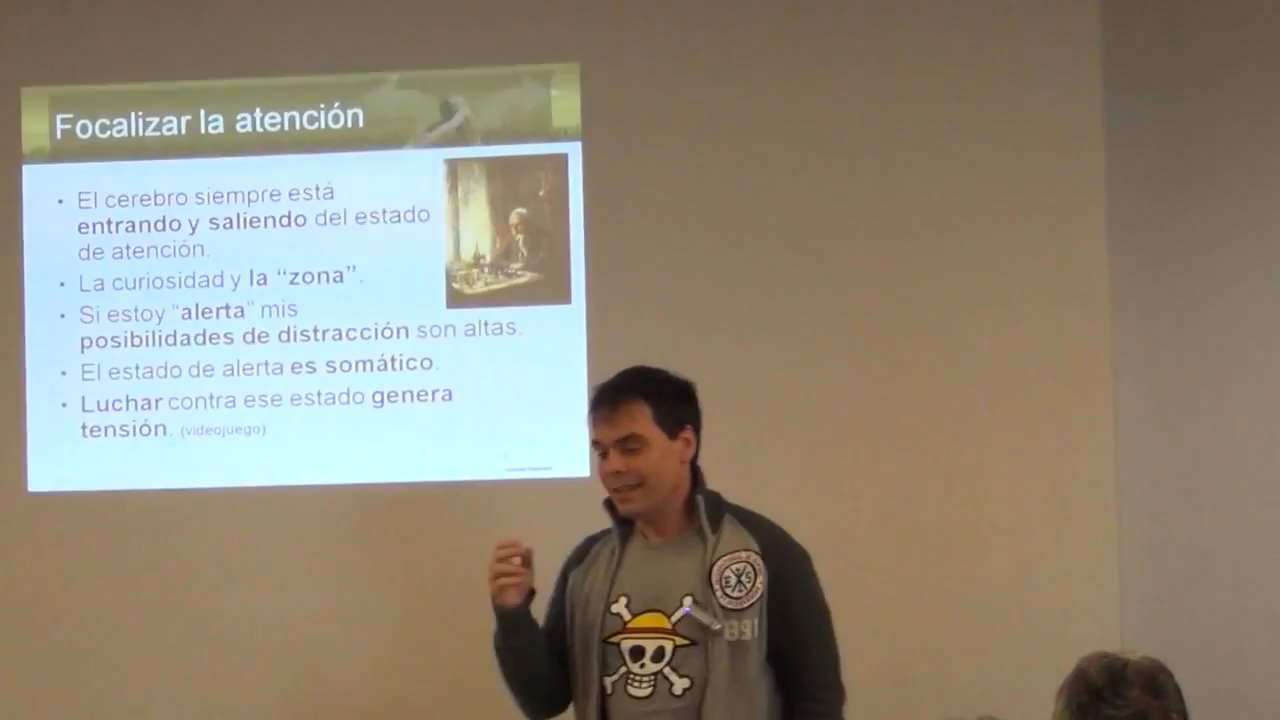 Focalizar la atención
• El cerebro siempre está
entrando y saliendo del estado
de atención.
• La curiosidad y la “zona”.
• Si estoy “alerta” mis
posibilidades de distracción son altas.
• El estado de alerta es somático.
• Luchar contra ese estado genera
tensión. (videojuego)
E S
891